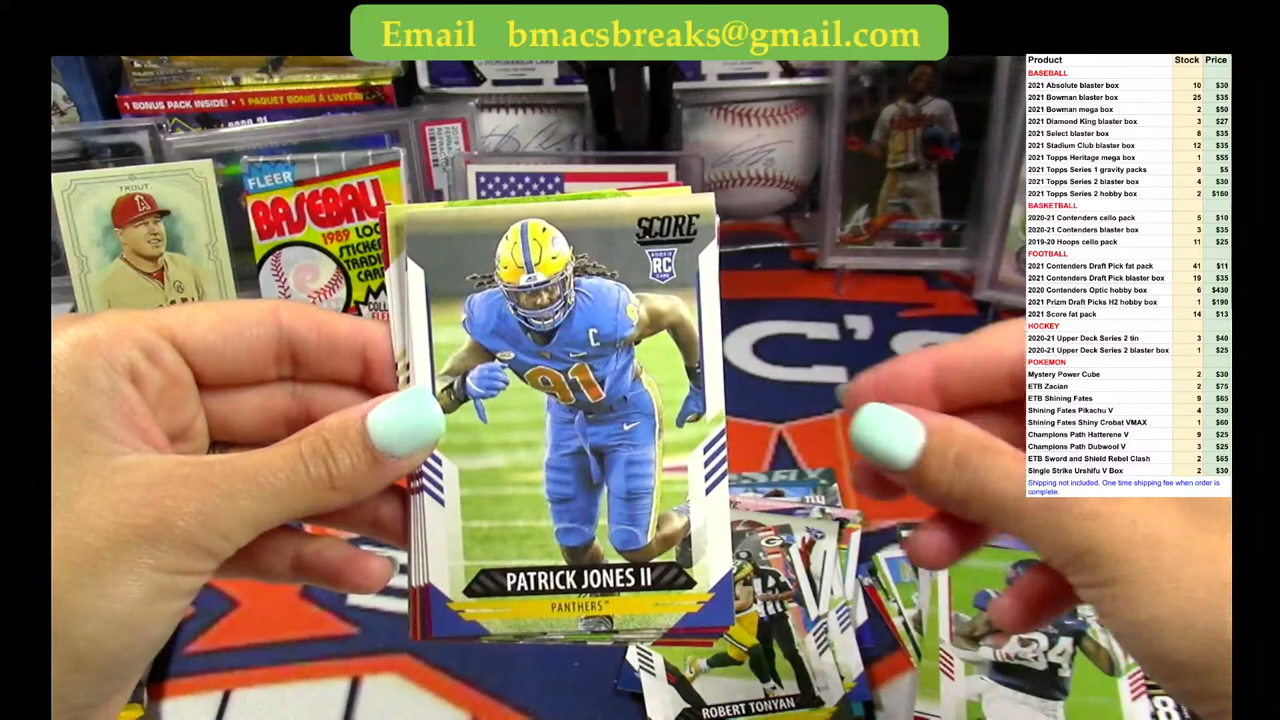 Email bmacsbreaks@gmail.com
Product Stock Price
BASEBALL
2021 Absolute blaster box 10 $30
2021 Bowman blaster box 25 $35
2021 Bowman mega box 2 $50
2021 Diamond King blaster box 3 $27
2021 Select blaster box 8 $35
2021 Stadium Club blaster box 12 $35
2021 Topps Heritage mega box 1 $55
2021 Topps Series 1 gravity packs 9 $5
2021 Topps Series 2 blaster box 4 $30
2021 Topps Series 2 hobby box 2 $160
BASKETBALL
2020-21 Contenders cello pack 5 $10
2020-21 Contenders blaster box 3 $35
2019-20 Hoops cello pack 11 $25
FOOTBALL
2021 Contenders Draft Pick fat pack 41 $11
2021 Contenders Draft Pick blaster box 19 $35
2020 Contenders Optic hobby box 6 $430
2021 Prizm Draft Picks H2 hobby box 1 $190
2021 Score fat pack 14 $13
HOCKEY
2020-21 Upper Deck Series 2 tin 3 $40
2020-21 Upper Deck Series 2 blaster box 1 $25
POKEMON
Mystery Power Cube 2 $30
ETB Zacian 2 $75
ETB Shining Fates 9 $65
Shining Fates Pikachu V 4 $30
Shining Fates Shiny Crobat VMAX 1 $60
Champions Path Hatterene V 9 $25
Champions Path Dubwool V 3 $25
ETB Sword and Shield Rebel Clash 2 $65
Single Strike Urshifu V Box 2 $30
Shipping not included. One time shipping fee when order is
complete.
1 BONUS PACK INSIDE! • 1 PAQUET BONIS À L'INTÉRI
TROUT
FLEER
BASEBALL
1989
SCORE
ROOKIE
RC
C
91
PATRICK JONES II
PANTHERS
C'S
ROBERT TONYAN
34